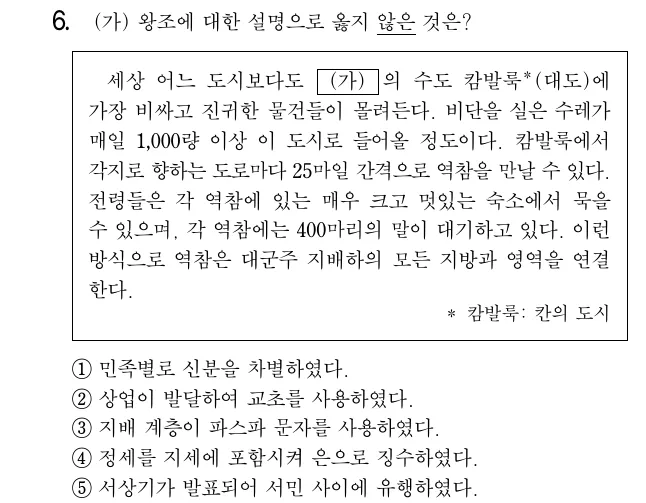 6. (가) 왕조에 대한 설명으로 옳지 않은 것은?
세상 어느 도시보다도 (가) 의 수도 캄발룩*(대도)에
가장 비싸고 진귀한 물건들이 몰려든다. 비단을 실은 수레가
매일 1,000량 이상 이 도시로 들어올 정도이다. 캄발룩에서
각지로 향하는 도로마다 25마일 간격으로 역참을 만날 수 있다.
전령들은 각 역참에 있는 매우 크고 멋있는 숙소에서 묵을
수 있으며, 각 역참에는 400마리의 말이 대기하고 있다. 이런
방식으로 역참은 대군주 지배하의 모든 지방과 영역을 연결
한다.
* 캄발룩: 칸의 도시
① 민족별로 신분을 차별하였다.
② 상업이 발달하여 교초를 사용하였다.
③ 지배 계층이 파스파 문자를 사용하였다.
④ 정세를 지세에 포함시켜 은으로 징수하였다.
⑤ 서상기가 발표되어 서민 사이에 유행하였다.